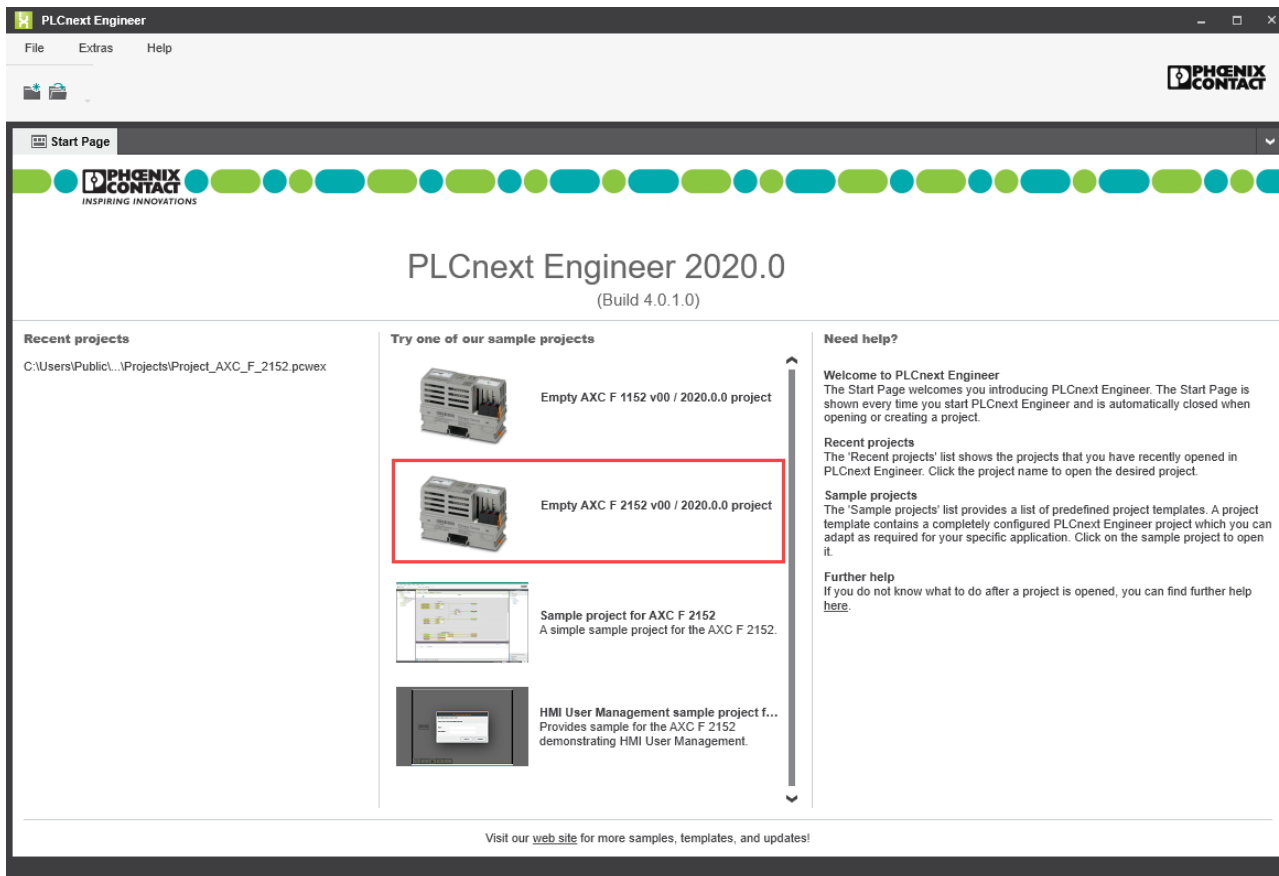 PLCnext Engineer
File Extras Help
PHŒNIX
CONTACT
Start Page
PHŒNIX
CONTACT
INSPIRING INNOVATIONS
PLCnext Engineer 2020.0
(Build 4.0.1.0)
Recent projects
C:\Users\Public\...\Projects\Project_AXC_F_2152.pcwex
Try one of our sample projects
Empty AXC F 1152 v00 / 2020.0.0 project
Empty AXC F 2152 v00 / 2020.0.0 project
Sample project for AXC F 2152
A simple sample project for the AXC F 2152.
HMI User Management sample project f...
Provides sample for the AXC F 2152
demonstrating HMI User Management.
Need help?
Welcome to PLCnext Engineer
The Start Page welcomes you introducing PLCnext Engineer. The Start Page is
shown every time you start PLCnext Engineer and is automatically closed when
opening or creating a project.
Recent projects
The 'Recent projects' list shows the projects that you have recently opened in
PLCnext Engineer. Click the project name to open the desired project.
Sample projects
The 'Sample projects' list provides a list of predefined project templates. A project
template contains a completely configured PLCnext Engineer project which you can
adapt as required for your specific application. Click on the sample project to open
it.
Further help
If you do not know what to do after a project is opened, you can find further help
here.
Visit our web site for more samples, templates, and updates!